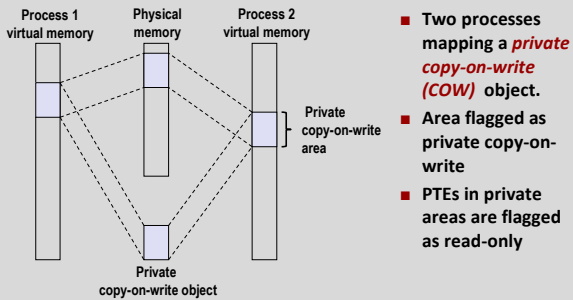 Process 1
virtual memory
Physical
memory
Process 2
virtual memory
Private
copy-on-write
area
Private
copy-on-write object
Two processes
mapping a private
copy-on-write
(COW) object.
Area flagged as
private copy-on-
write
PTEs in private
areas are flagged
as read-only